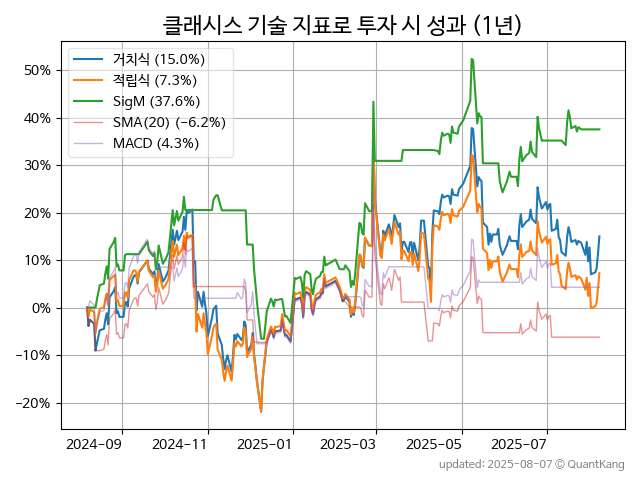 클래시스 기술 지표로 투자 시 성과 (1년)
거치식 (15.0%)
적립식 (7.3%)
SigM (37.6%)
SMA(20) (−6.2%)
MACD (4.3%)
50%
40%
30%
20%
10%
0%
−10%
−20%
2024-09 2024-11 2025-01 2025-03 2025-05 2025-07
updated: 2025-08-07 © QuantKang